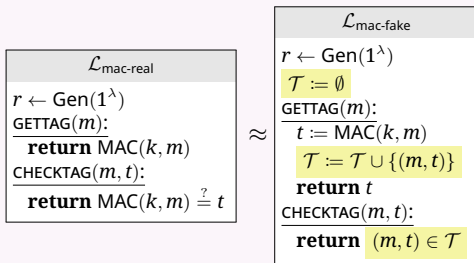 𝓛mac-real
r ← Gen(1^λ)
GETTAG(m):
return MAC(k, m)
CHECKTAG(m, t):
return MAC(k, m) ≟ t
≈
𝓛mac-fake
r ← Gen(1^λ)
𝒯 := ∅
GETTAG(m):
t := MAC(k, m)
𝒯 := 𝒯 ∪ {(m, t)}
return t
CHECKTAG(m, t):
return (m, t) ∈ 𝒯